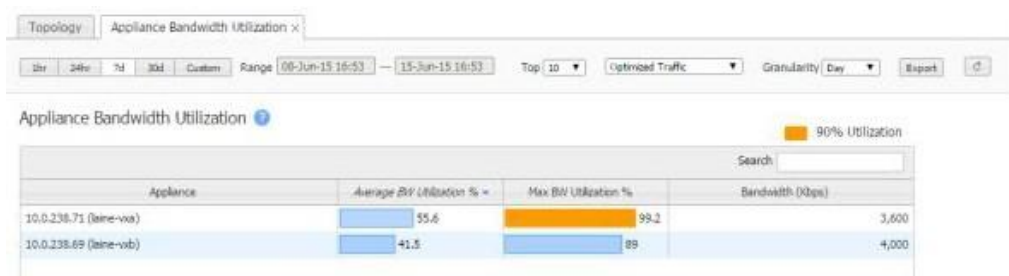 Topology Appliance Bandwidth Utilization ×
1hr 24hr 7d 30d Custom Range 08-Jun-15 16:53 — 15-Jun-15 16:53 Top 10 Optimized Traffic Granularity Day Export
Appliance Bandwidth Utilization ?
90% Utilization
Search
Appliance Average BW Utilization % Max BW Utilization % Bandwidth (Kbps)
10.0.238.71 (laine-vxa) 55.6 99.2 3,600
10.0.238.69 (laine-vxb) 41.5 89 4,000